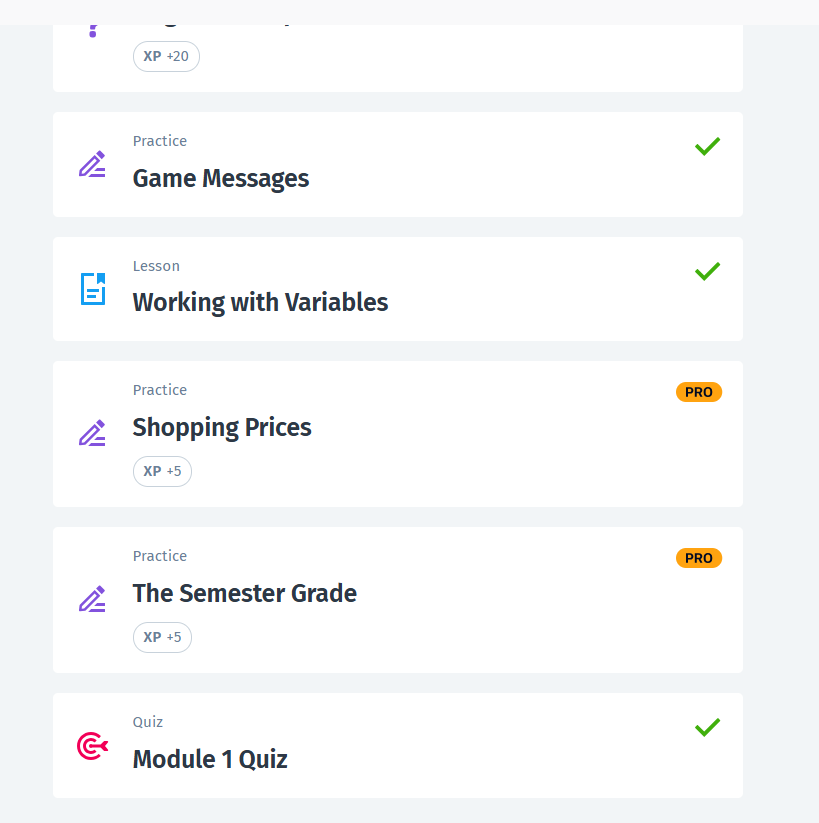 XP +20
Practice
Game Messages
Lesson
Working with Variables
Practice
PRO
Shopping Prices
XP +5
Practice
PRO
The Semester Grade
XP +5
Quiz
Module 1 Quiz